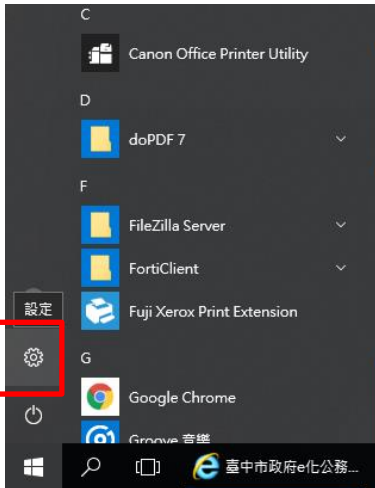 C
Canon Office Printer Utility
D
doPDF 7
F
FileZilla Server
FortiClient
設定
Fuji Xerox Print Extension
G
Google Chrome
Groove 音樂
臺中市政府e化公務...